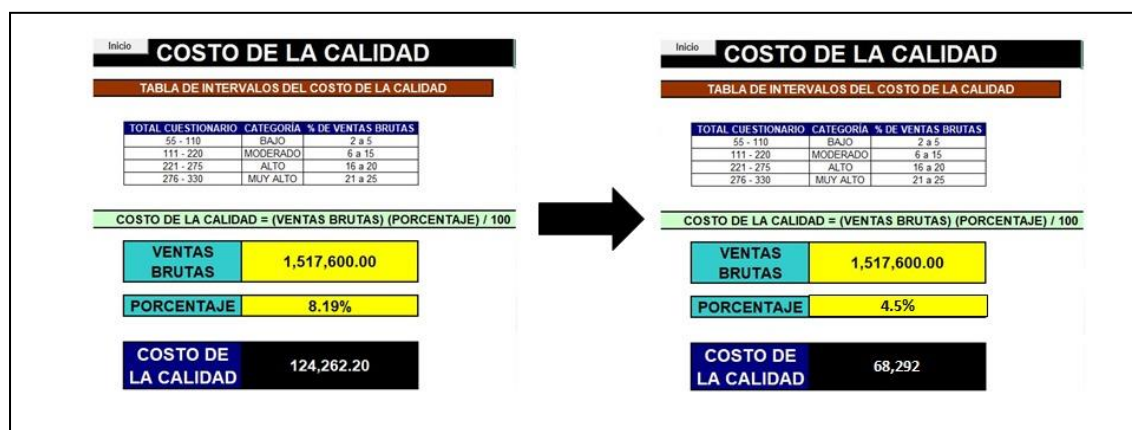 Inicio
COSTO DE LA CALIDAD
TABLA DE INTERVALOS DEL COSTO DE LA CALIDAD
TOTAL CUESTIONARIO CATEGORÍA % DE VENTAS BRUTAS
55 - 110 BAJO 2 a 5
111 - 220 MODERADO 6 a 15
221 - 275 ALTO 16 a 20
276 - 330 MUY ALTO 21 a 25
COSTO DE LA CALIDAD = (VENTAS BRUTAS) (PORCENTAJE) / 100
VENTAS
BRUTAS
1,517,600.00
PORCENTAJE 8.19%
COSTO DE
LA CALIDAD
124,262.20
Inicio
COSTO DE LA CALIDAD
TABLA DE INTERVALOS DEL COSTO DE LA CALIDAD
TOTAL CUESTIONARIO CATEGORÍA % DE VENTAS BRUTAS
55 - 110 BAJO 2 a 5
111 - 220 MODERADO 6 a 15
221 - 275 ALTO 16 a 20
276 - 330 MUY ALTO 21 a 25
COSTO DE LA CALIDAD = (VENTAS BRUTAS) (PORCENTAJE) / 100
VENTAS
BRUTAS
1,517,600.00
PORCENTAJE 4.5%
COSTO DE
LA CALIDAD
68,292